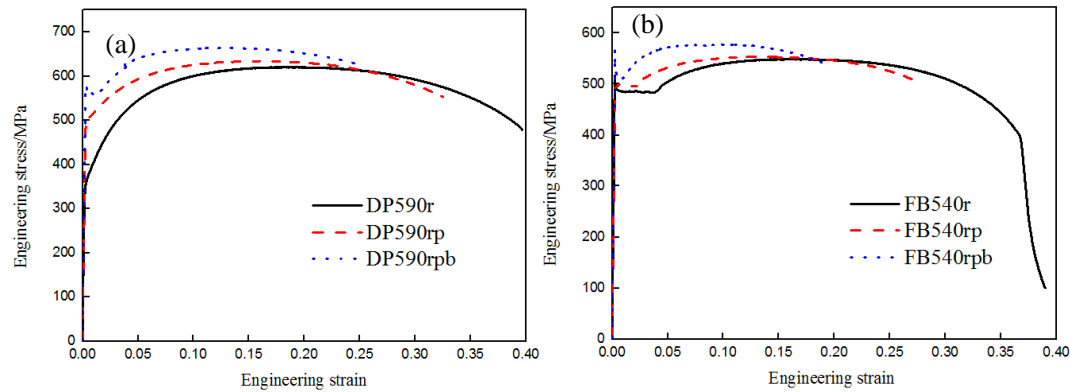 (a)
Engineering stress/MPa
700
600
500
400
300
200
100
0
DP590r
DP590rp
DP590rpb
0.00 0.05 0.10 0.15 0.20 0.25 0.30 0.35 0.40
Engineering strain
(b)
Engineering stress/MPa
600
500
400
300
200
100
0
FB540r
FB540rp
FB540rpb
0.00 0.05 0.10 0.15 0.20 0.25 0.30 0.35 0.40
Engineering strain